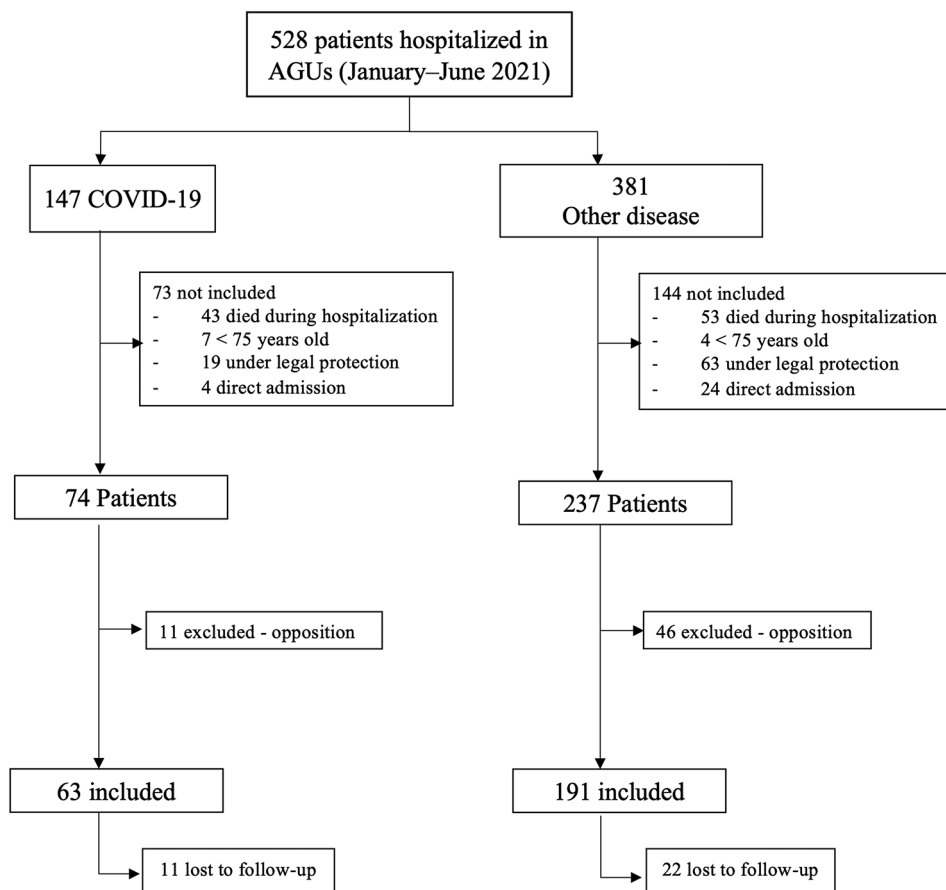 528 patients hospitalized in
AGUs (January–June 2021)
147 COVID-19
381
Other disease
73 not included
- 43 died during hospitalization
- 7 < 75 years old
- 19 under legal protection
- 4 direct admission
144 not included
- 53 died during hospitalization
- 4 < 75 years old
- 63 under legal protection
- 24 direct admission
74 Patients
237 Patients
11 excluded - opposition
46 excluded - opposition
63 included
191 included
11 lost to follow-up
22 lost to follow-up